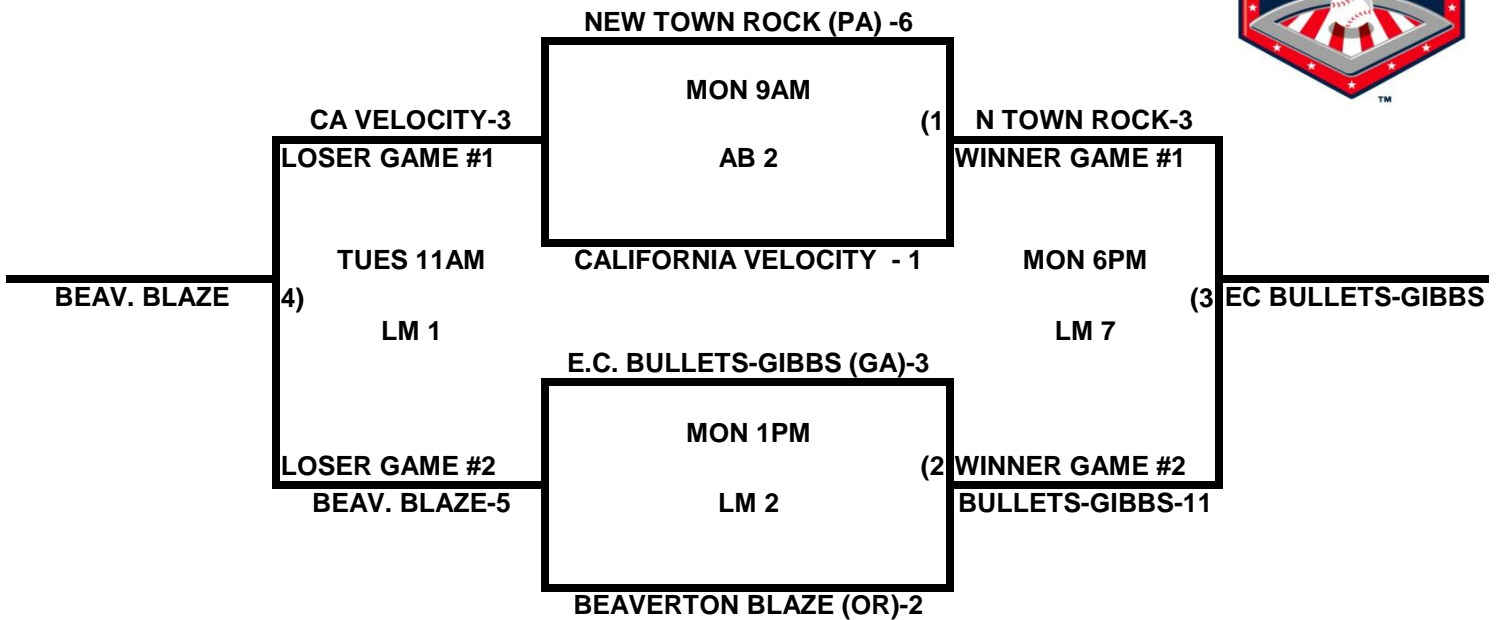 NEW TOWN ROCK (PA) -6
MON 9AM
CA VELOCITY-3
(1
N TOWN ROCK-3
LOSER GAME #1
AB 2
WINNER GAME #1
TUES 11AM
CALIFORNIA VELOCITY - 1
MON 6PM
BEAV. BLAZE
4)
(3
EC BULLETS-GIBBS
LM 1
LM 7
E.C. BULLETS-GIBBS (GA)-3
MON 1PM
LOSER GAME #2
(2
WINNER GAME #2
BEAV. BLAZE-5
LM 2
BULLETS-GIBBS-11
BEAVERTON BLAZE (OR)-2
TM